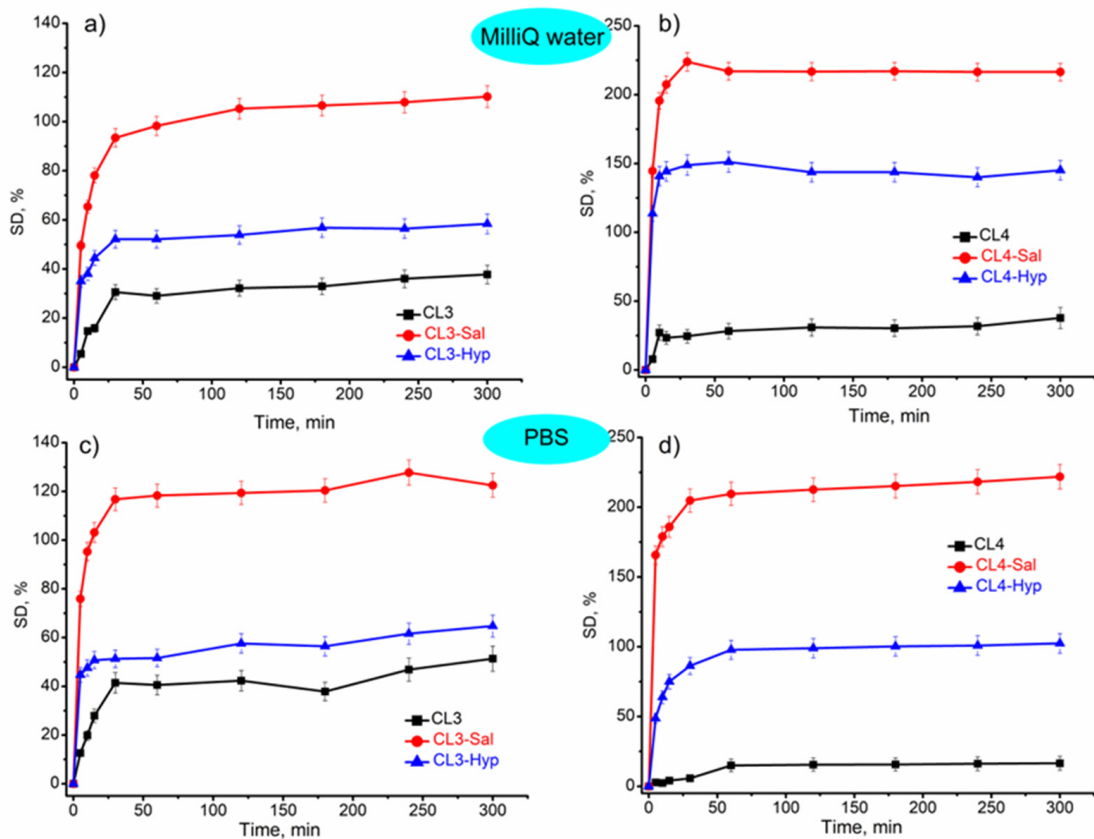 MilliQ water
a)
140
120
100
80
60
40
20
0
SD, %
CL3
CL3-Sal
CL3-Hyp
0 50 100 150 200 250 300
Time, min
b)
250
200
150
100
50
0
SD, %
CL4
CL4-Sal
CL4-Hyp
0 50 100 150 200 250 300
Time, min
PBS
c)
140
120
100
80
60
40
20
0
SD, %
CL3
CL3-Sal
CL3-Hyp
0 50 100 150 200 250 300
Time, min
d)
250
200
150
100
50
0
SD, %
CL4
CL4-Sal
CL4-Hyp
0 50 100 150 200 250 300
Time, min